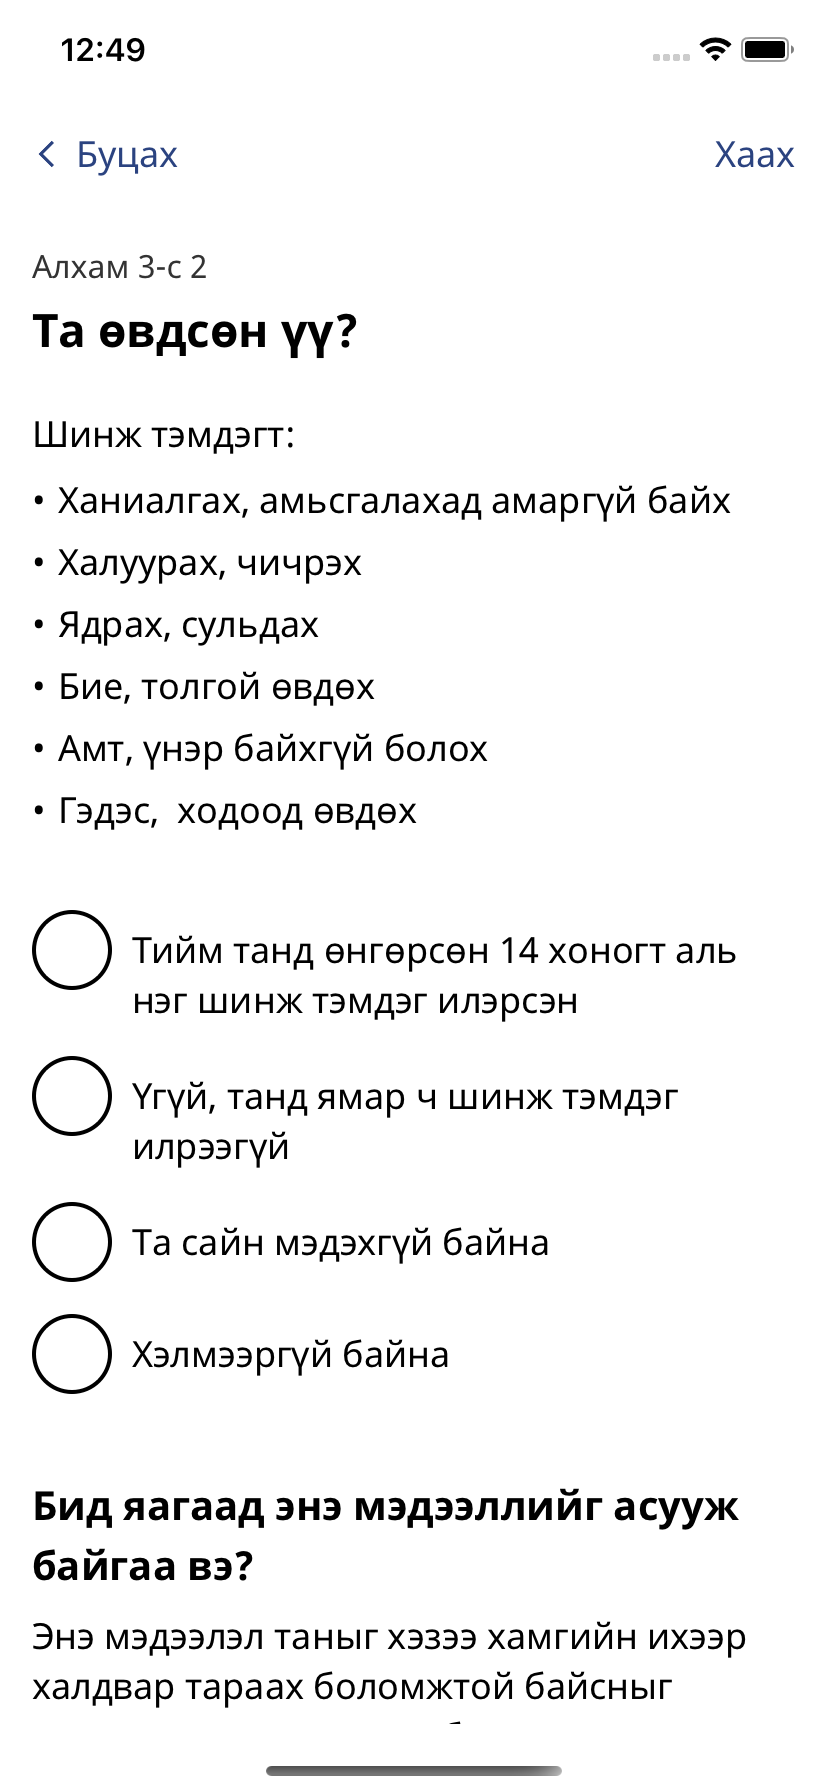 12:49
Буцах
Хаах
Алхам 3-с 2
Та өвдсөн үү?
Шинж тэмдэгт:
• Ханиалгах, амьсгалахад амаргүй байх
• Халуурах, чичрэх
• Ядрах, сульдах
• Бие, толгой өвдөх
• Амт, үнэр байхгүй болох
• Гэдэс,  ходоод өвдөх
Тийм танд өнгөрсөн 14 хоногт аль
нэг шинж тэмдэг илэрсэн
Үгүй, танд ямар ч шинж тэмдэг
илрээгүй
Та сайн мэдэхгүй байна
Хэлмээргүй байна
Бид яагаад энэ мэдээллийг асууж
байгаа вэ?
Энэ мэдээлэл таныг хэзээ хамгийн ихээр
халдвар тараах боломжтой байсныг